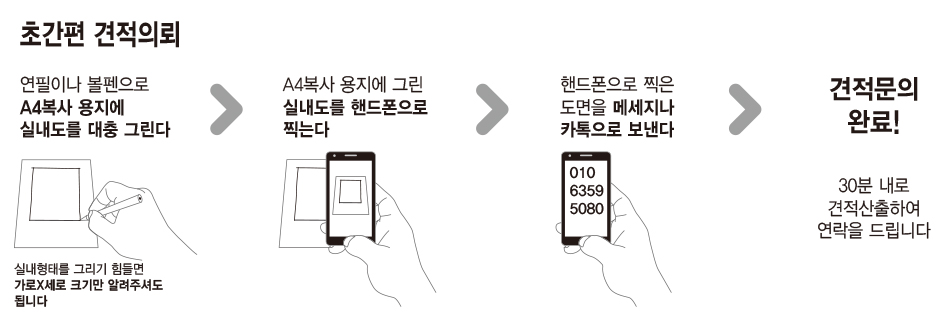 초간편 견적의뢰
연필이나 볼펜으로
A4복사 용지에
실내도를 대충 그린다
실내형태를 그리기 힘들면
가로X세로 크기만 알려주셔도
됩니다
A4복사 용지에 그린
실내도를 핸드폰으로
찍는다
핸드폰으로 찍은
도면을 메세지나
카톡으로 보낸다
010
6359
5080
견적문의
완료!
30분 내로
견적산출하여
연락을 드립니다